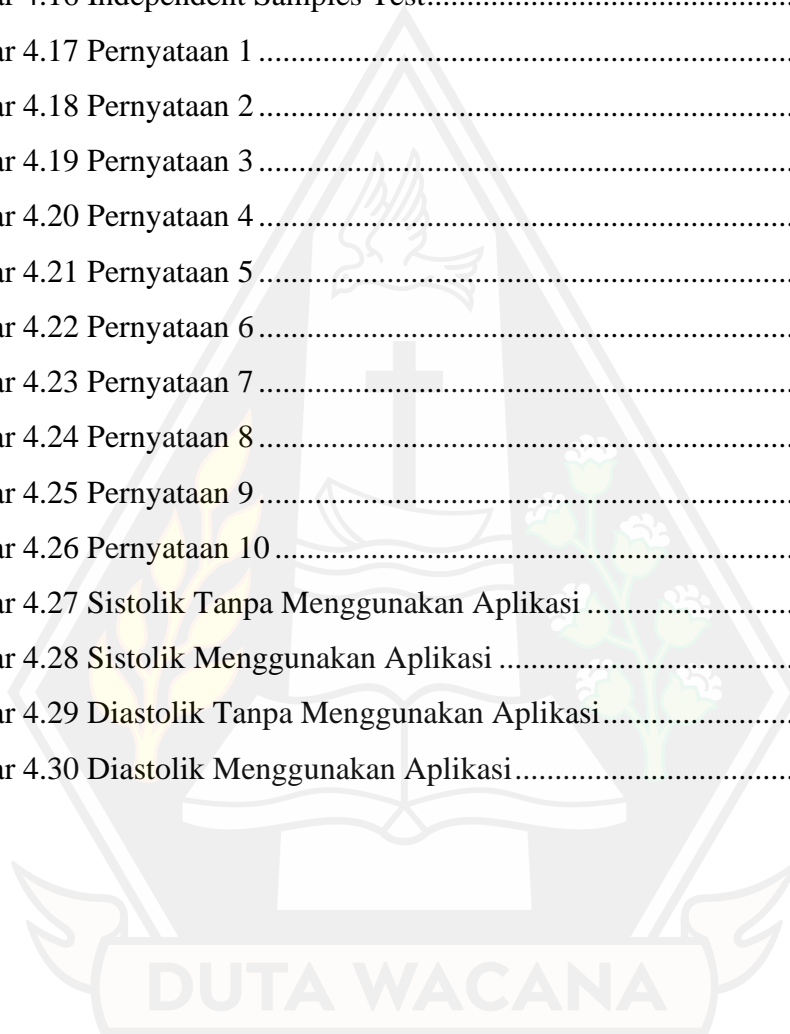 ar 4.16 Independent Samples Test..............................................
ar 4.17 Pernyataan 1....................................................................
ar 4.18 Pernyataan 2....................................................................
ar 4.19 Pernyataan 3....................................................................
ar 4.20 Pernyataan 4....................................................................
ar 4.21 Pernyataan 5....................................................................
ar 4.22 Pernyataan 6....................................................................
ar 4.23 Pernyataan 7....................................................................
ar 4.24 Pernyataan 8....................................................................
ar 4.25 Pernyataan 9....................................................................
ar 4.26 Pernyataan 10..................................................................
ar 4.27 Sistolik Tanpa Menggunakan Aplikasi..........................
ar 4.28 Sistolik Menggunakan Aplikasi.....................................
ar 4.29 Diastolik Tanpa Menggunakan Aplikasi........................
ar 4.30 Diastolik Menggunakan Aplikasi...................................
DUTA WACANA